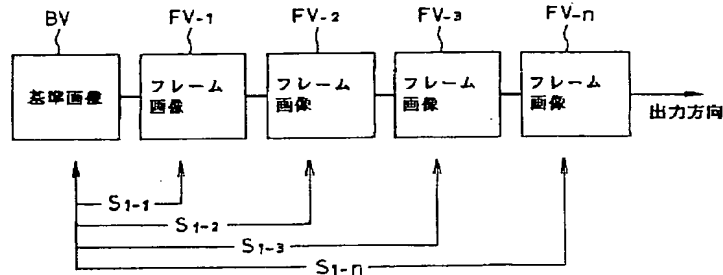 BV FV-1 FV-2 FV-3 FV-n
基準画像
フレーム
画像
フレーム
画像
フレーム
画像
フレーム
画像
出力方向
S1-1
S1-2
S1-3
S1-n